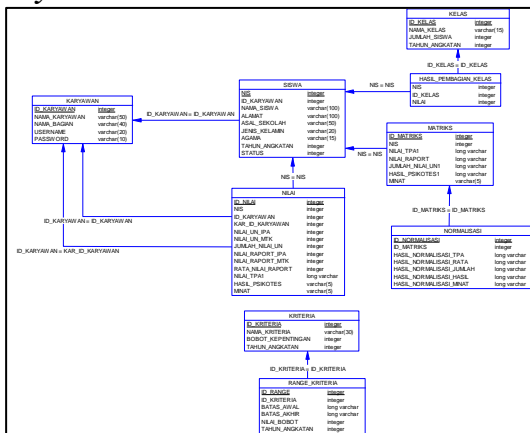 KELAS
ID_KELAS integer
NAMA_KELAS varchar(15)
JUMLAH_SISWA integer
TAHUN_ANGKATAN integer
ID_KELAS = ID_KELAS
HASIL_PEMBAGIAN_KELAS
NIS integer
ID_KELAS integer
NILAI integer
NIS = NIS
SISWA
NIS integer
ID_KARYAWAN integer
NAMA_SISWA varchar(100)
ALAMAT varchar(100)
ASAL_SEKOLAH varchar(50)
JENIS_KELAMIN varchar(20)
AGAMA varchar(15)
TAHUN_ANGKATAN integer
STATUS integer
KARYAWAN
ID_KARYAWAN integer
NAMA_KARYAWAN varchar(50)
NAMA_BAGIAN varchar(40)
USERNAME varchar(20)
PASSWORD varchar(10)
ID_KARYAWAN = ID_KARYAWAN
MATRIKS
ID_MATRIKS integer
NIS integer
NILAI_TPA1 long varchar
NILAI_RAPORT long varchar
JUMLAH_NILAI_UN1 long varchar
HASIL_PSIKOTES1 long varchar
MINAT varchar(5)
NIS = NIS
NIS = NIS
NILAI
ID_NILAI integer
NIS integer
ID_KARYAWAN integer
KAR_ID_KARYAWAN integer
NILAI_UN_IPA integer
NILAI_UN_MTK integer
JUMLAH_NILAI_UN integer
NILAI_RAPORT_IPA integer
NILAI_RAPORT_MTK integer
RATA_NILAI_RAPORT integer
NILAI_TPA1 long varchar
HASIL_PSIKOTES varchar(5)
MINAT varchar(5)
ID_KARYAWAN = ID_KARYAWAN
ID_KARYAWAN = KAR_ID_KARYAWAN
ID_MATRIKS = ID_MATRIKS
NORMALISASI
ID_NORMALISASI integer
ID_MATRIKS integer
HASIL_NORMALISASI_TPA long varchar
HASIL_NORMALISASI_RATA long varchar
HASIL_NORMALISASI_JUMLAH long varchar
HASIL_NORMALISASI_HASIL long varchar
HASIL_NORMALISASI_MINAT long varchar
KRITERIA
ID_KRITERIA integer
NAMA_KRITERIA varchar(30)
BOBOT_KEPENTINGAN integer
TAHUN_ANGKATAN integer
ID_KRITERIA = ID_KRITERIA
RANGE_KRITERIA
ID_RANGE integer
ID_KRITERIA integer
BATAS_AWAL long varchar
BATAS_AKHIR long varchar
NILAI_BOBOT integer
TAHUN_ANGKATAN integer